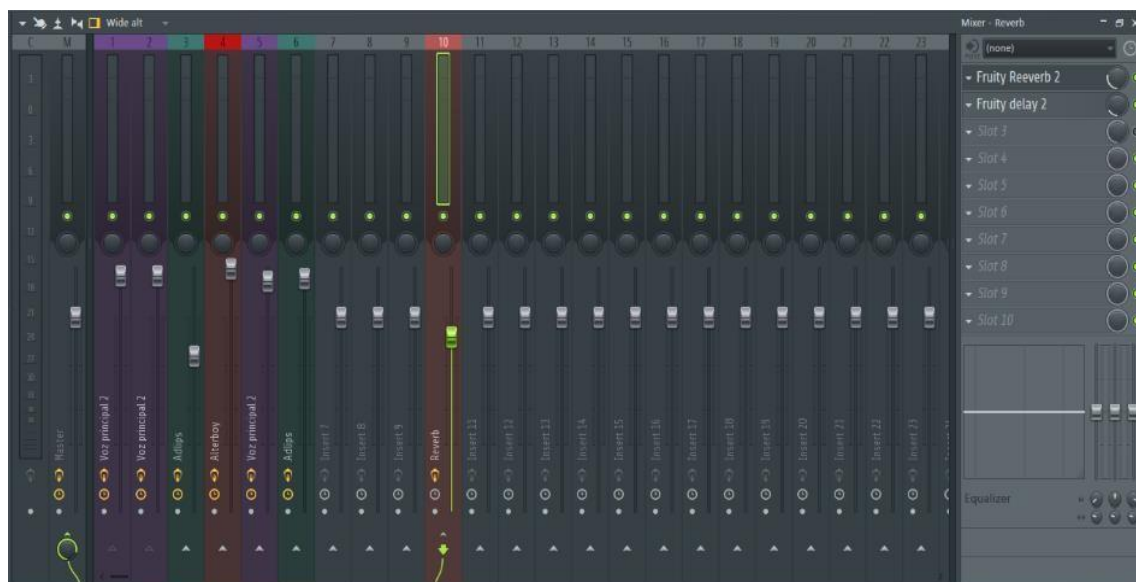 Wide alt
Mixer - Reverb
C M 1 2 3 4 5 6 7 8 9 10 11 12 13 14 15 16 17 18 19 20 21 22 23
(none)
Fruity Reeverb 2
Fruity delay 2
Slot 3
Slot 4
Slot 5
Slot 6
Slot 7
Slot 8
Slot 9
Slot 10
Master
Voz principal 2
Voz principal 2
Adlips
Alterboy
Voz principal 2
Adlips
Insert 7
Insert 8
Insert 9
Reverb
Insert 11
Insert 12
Insert 13
Insert 14
Insert 15
Insert 16
Insert 17
Insert 18
Insert 19
Insert 20
Insert 21
Insert 22
Insert 23
Equalizer